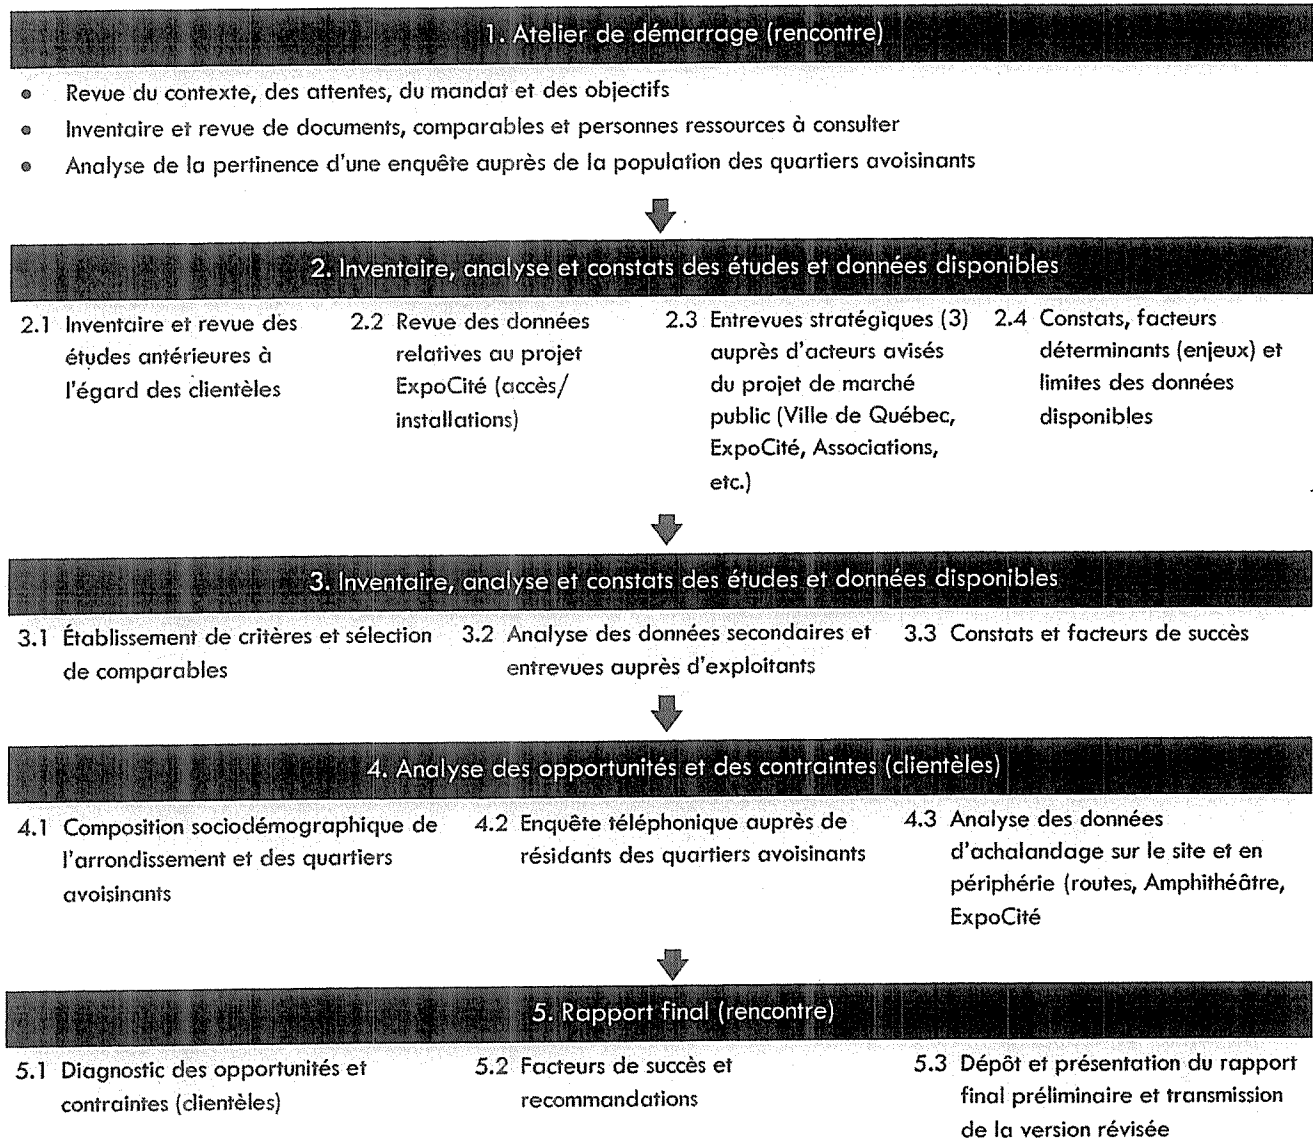 1. Atelier de démarrage (rencontre)
• Revue du contexte, des attentes, du mandat et des objectifs
• Inventaire et revue de documents, comparables et personnes ressources à consulter
• Analyse de la pertinence d'une enquête auprès de la population des quartiers avoisinants
2. Inventaire, analyse et constats des études et données disponibles
2.1 Inventaire et revue des
études antérieures à
l'égard des clientèles
2.2 Revue des données
relatives au projet
ExpoCité (accès/
installations)
2.3 Entrevues stratégiques (3)
auprès d'acteurs avisés
du projet de marché
public (Ville de Québec,
ExpoCité, Associations,
etc.)
2.4 Constats, facteurs
déterminants (enjeux) et
limites des données
disponibles
3. Inventaire, analyse et constats des études et données disponibles
3.1 Établissement de critères et sélection
de comparables
3.2 Analyse des données secondaires et
entrevues auprès d'exploitants
3.3 Constats et facteurs de succès
4. Analyse des opportunités et des contraintes (clientèles)
4.1 Composition sociodémographique de
l'arrondissement et des quartiers
avoisinants
4.2 Enquête téléphonique auprès de
résidants des quartiers avoisinants
4.3 Analyse des données
d'achalandage sur le site et en
périphérie (routes, Amphithéâtre,
ExpoCité
5. Rapport final (rencontre)
5.1 Diagnostic des opportunités et
contraintes (clientèles)
5.2 Facteurs de succès et
recommandations
5.3 Dépôt et présentation du rapport
final préliminaire et transmission
de la version révisée